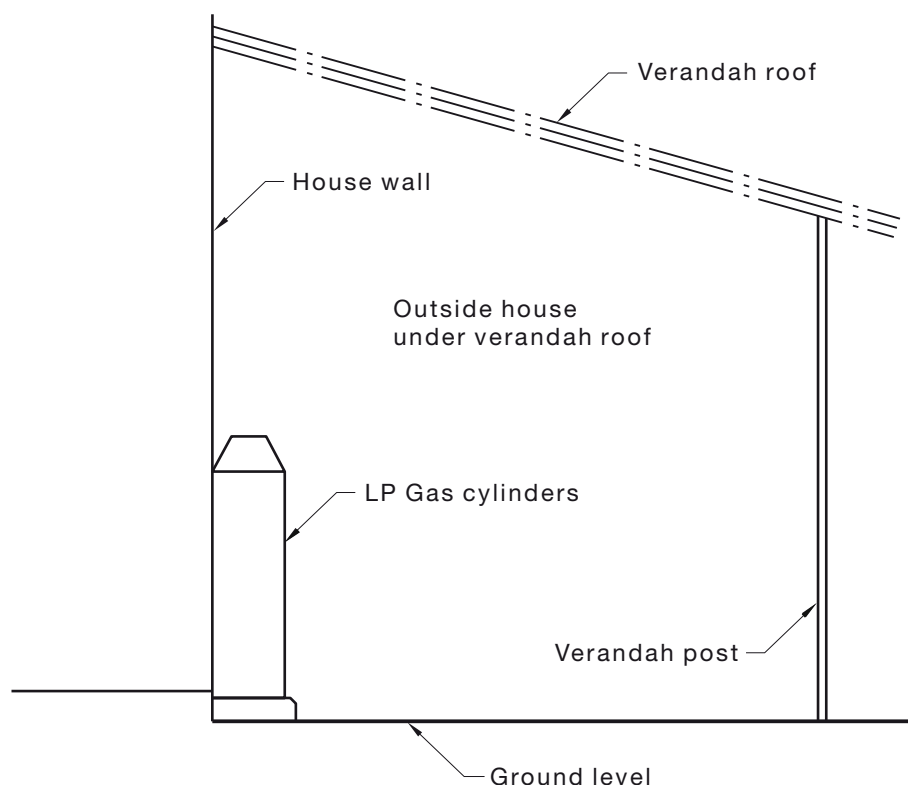 Verandah roof
House wall
Outside house
under verandah roof
LP Gas cylinders
Verandah post
Ground level